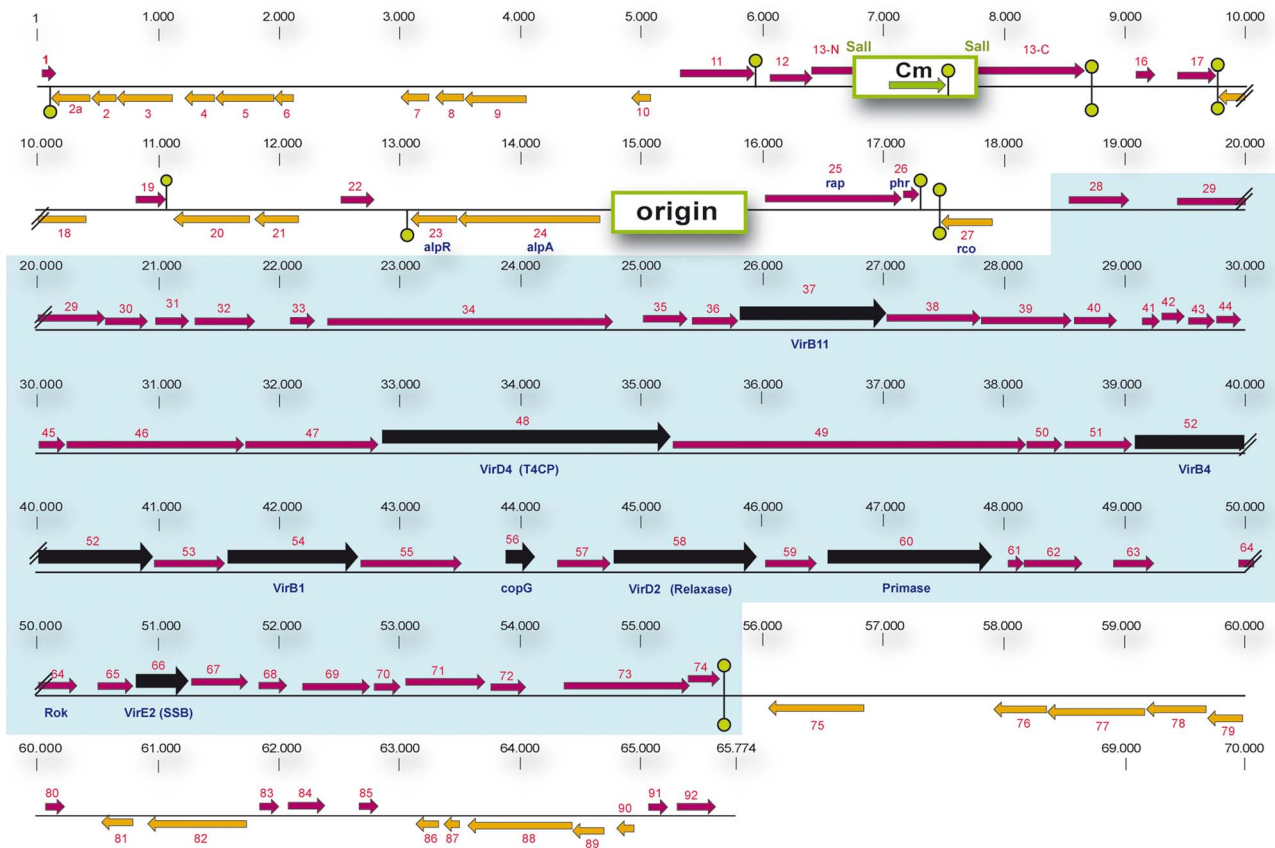 1 1.000 2.000 3.000 4.000 5.000 6.000 7.000 8.000 9.000 10.000
SalI SalI
13-N 13-C
1 11 12 Cm 16 17
2a 2 3 4 5 6 7 8 9 10
10.000 11.000 12.000 13.000 14.000 15.000 16.000 17.000 18.000 19.000 20.000
19 22 25 26 28 29
rap phr
origin
18 20 21 23 24 27
alpR alpA rco
20.000 21.000 22.000 23.000 24.000 25.000 26.000 27.000 28.000 29.000 30.000
29 30 31 32 33 34 35 36 37 38 39 40 41 42 43 44
VirB11
30.000 31.000 32.000 33.000 34.000 35.000 36.000 37.000 38.000 39.000 40.000
45 46 47 48 49 50 51 52
VirD4 (T4CP) VirB4
40.000 41.000 42.000 43.000 44.000 45.000 46.000 47.000 48.000 49.000 50.000
52 53 54 55 56 57 58 59 60 61 62 63 64
VirB1 copG VirD2 (Relaxase) Primase
50.000 51.000 52.000 53.000 54.000 55.000 56.000 57.000 58.000 59.000 60.000
64 65 66 67 68 69 70 71 72 73 74
Rok VirE2 (SSB)
75 76 77 78 79
60.000 61.000 62.000 63.000 64.000 65.000 65.774 69.000 70.000
80 83 84 85 90 91 92
81 82 86 87 88 89